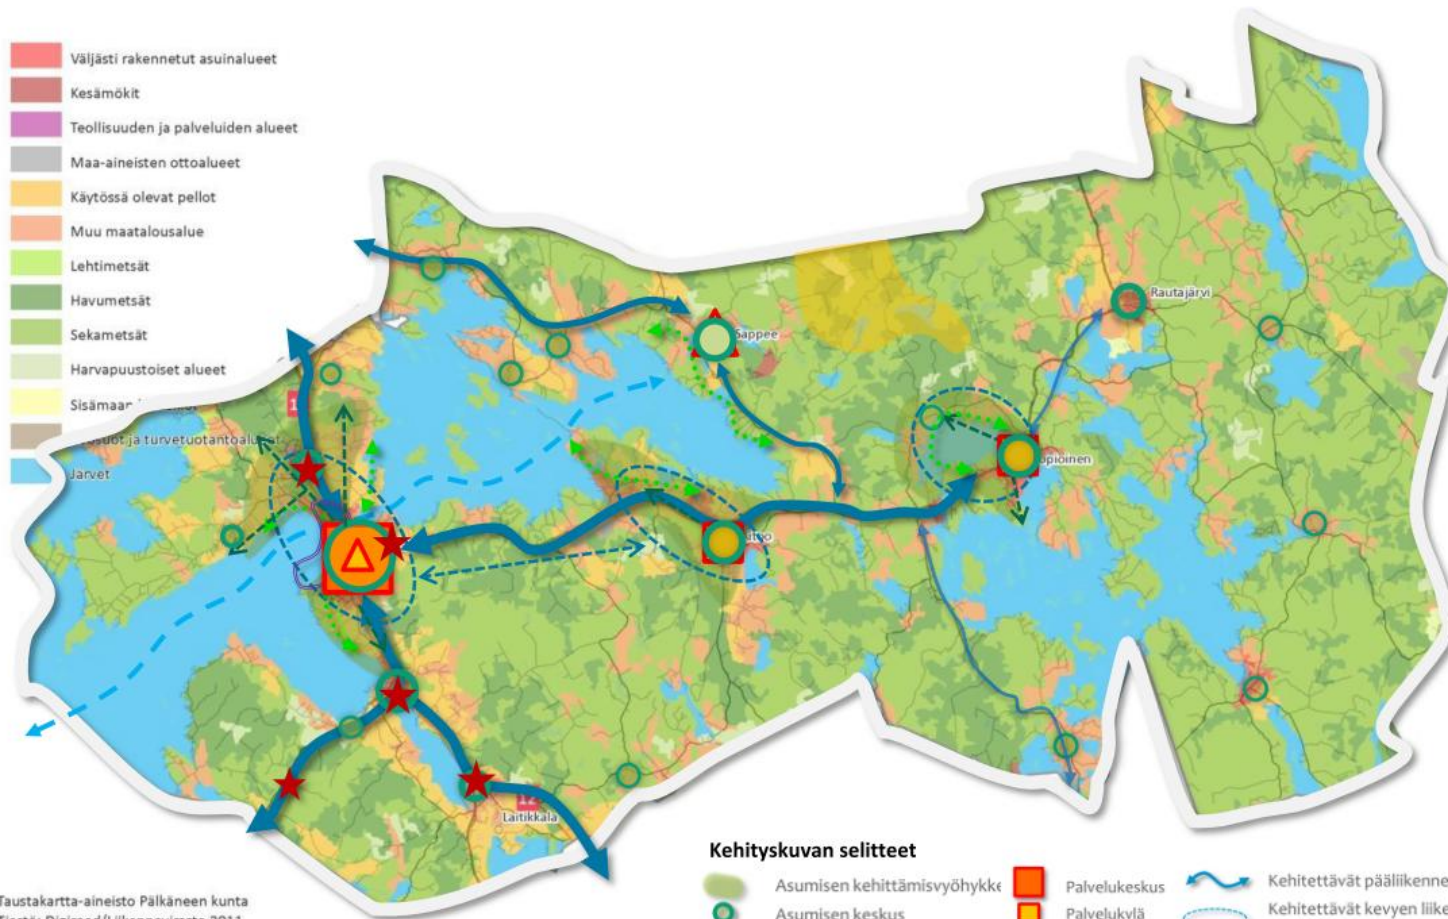 Väljästi rakennetut asuinalueet
Kesämökit
Teollisuuden ja palveluiden alueet
Maa-aineisten ottoalueet
Käytössä olevat pellot
Muu maatalousalue
Lehtimetsät
Havumetsät
Sekametsät
Harvapuustoiset alueet
Sisämaan
ja turvetuotantoalueet
Järvet
Sappee
Rautajärvi
12
Laitikkala
Kehityskuvan selitteet
Asumisen kehittämisvyöhykke
Asumisen keskus
Palvelukeskus
Palvelukylä
Kehitettävät pääliikenne
Kehitettävät kevyen liike
Taustakartta-aineisto Pälkäneen kunta